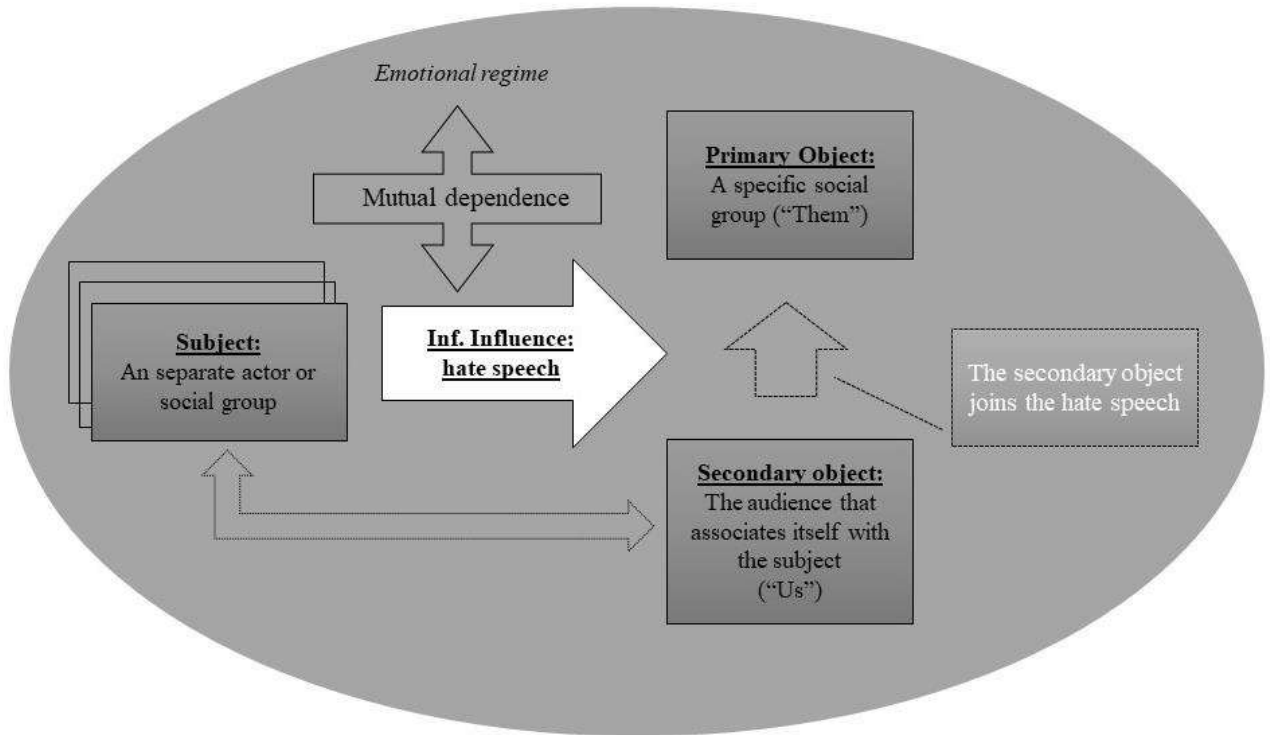 Emotional regime
Mutual dependence
Primary Object:
A specific social
group (“Them”)
Subject:
An separate actor or
social group
Inf. Influence:
hate speech
The secondary object
joins the hate speech
Secondary object:
The audience that
associates itself with
the subject
(“Us”)